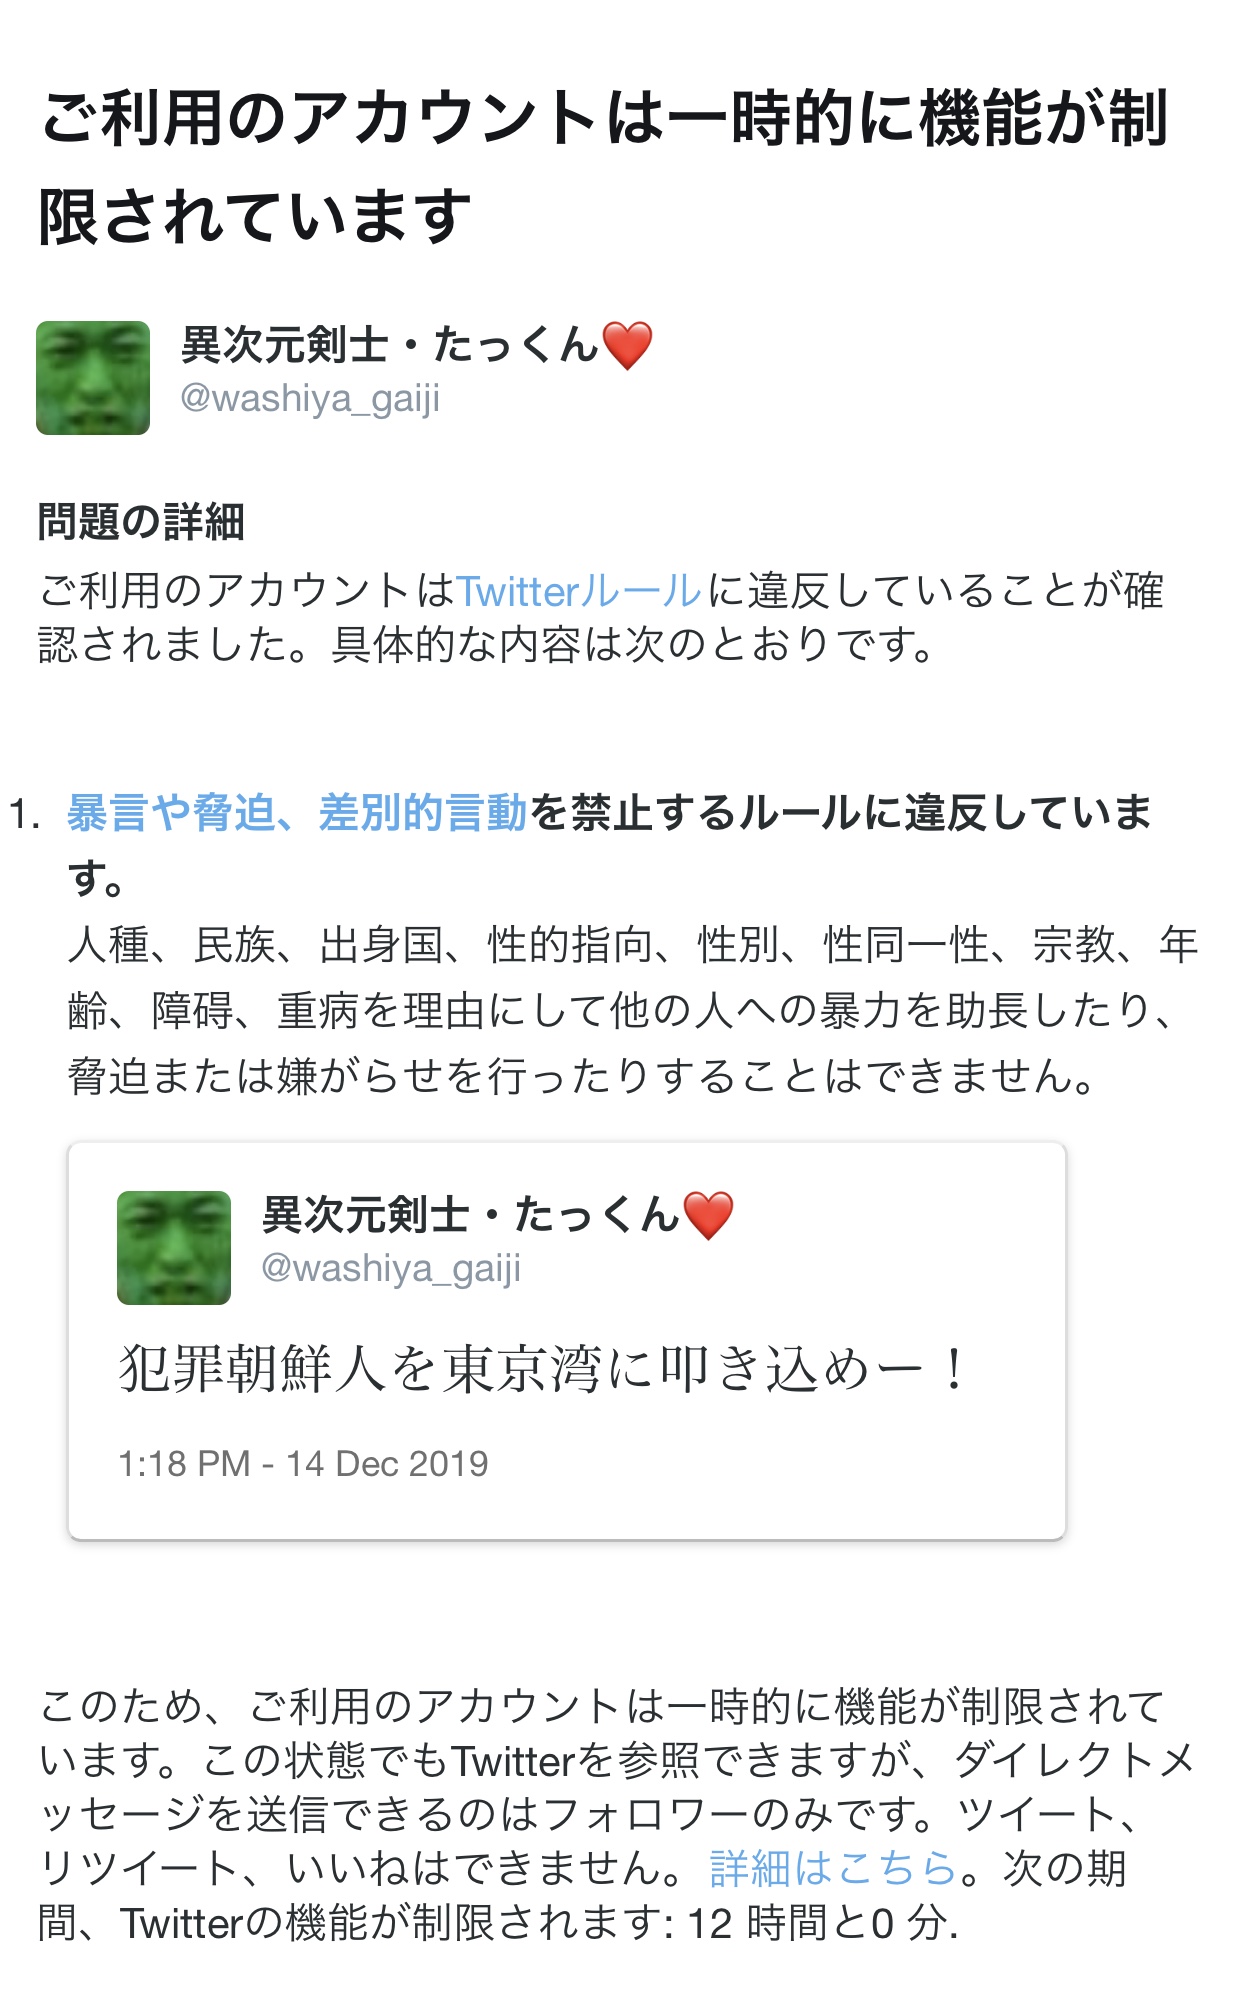 ご利用のアカウントは一時的に機能が制
限されています
異次元剣士・たっくん❤️
@washiya_gaiji
問題の詳細
ご利用のアカウントはTwitterルールに違反していることが確
認されました。具体的な内容は次のとおりです。
1. 暴言や脅迫、差別的言動を禁止するルールに違反していま
す。
人種、民族、出身国、性的指向、性別、性同一性、宗教、年
齢、障碍、重病を理由にして他の人への暴力を助長したり、
脅迫または嫌がらせを行ったりすることはできません。
異次元剣士・たっくん❤️
@washiya_gaiji
犯罪朝鮮人を東京湾に叩き込めー！
1:18 PM - 14 Dec 2019
このため、ご利用のアカウントは一時的に機能が制限されて
います。この状態でもTwitterを参照できますが、ダイレクトメ
ッセージを送信できるのはフォロワーのみです。ツイート、
リツイート、いいねはできません。詳細はこちら。次の期
間、Twitterの機能が制限されます: 12 時間と0 分.